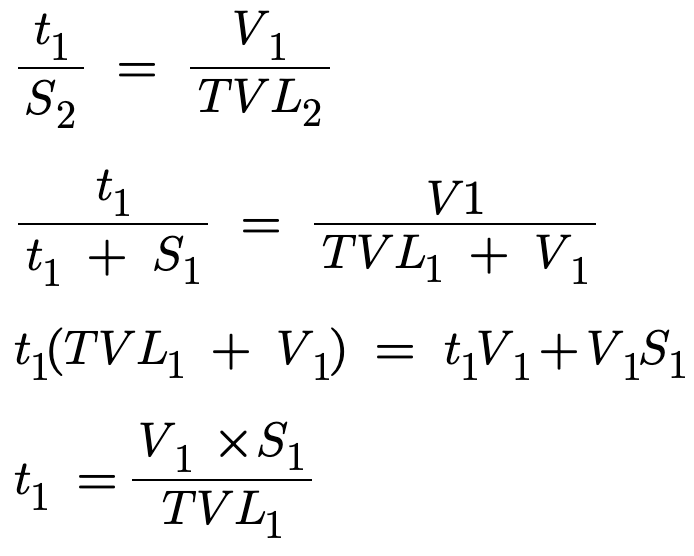 t₁/S₂ = V₁/TVL₂
t₁/(t₁ + S₁) = V1/(TVL₁ + V₁)
t₁(TVL₁ + V₁) = t₁V₁+V₁S₁
t₁ = (V₁ ×S₁)/TVL₁